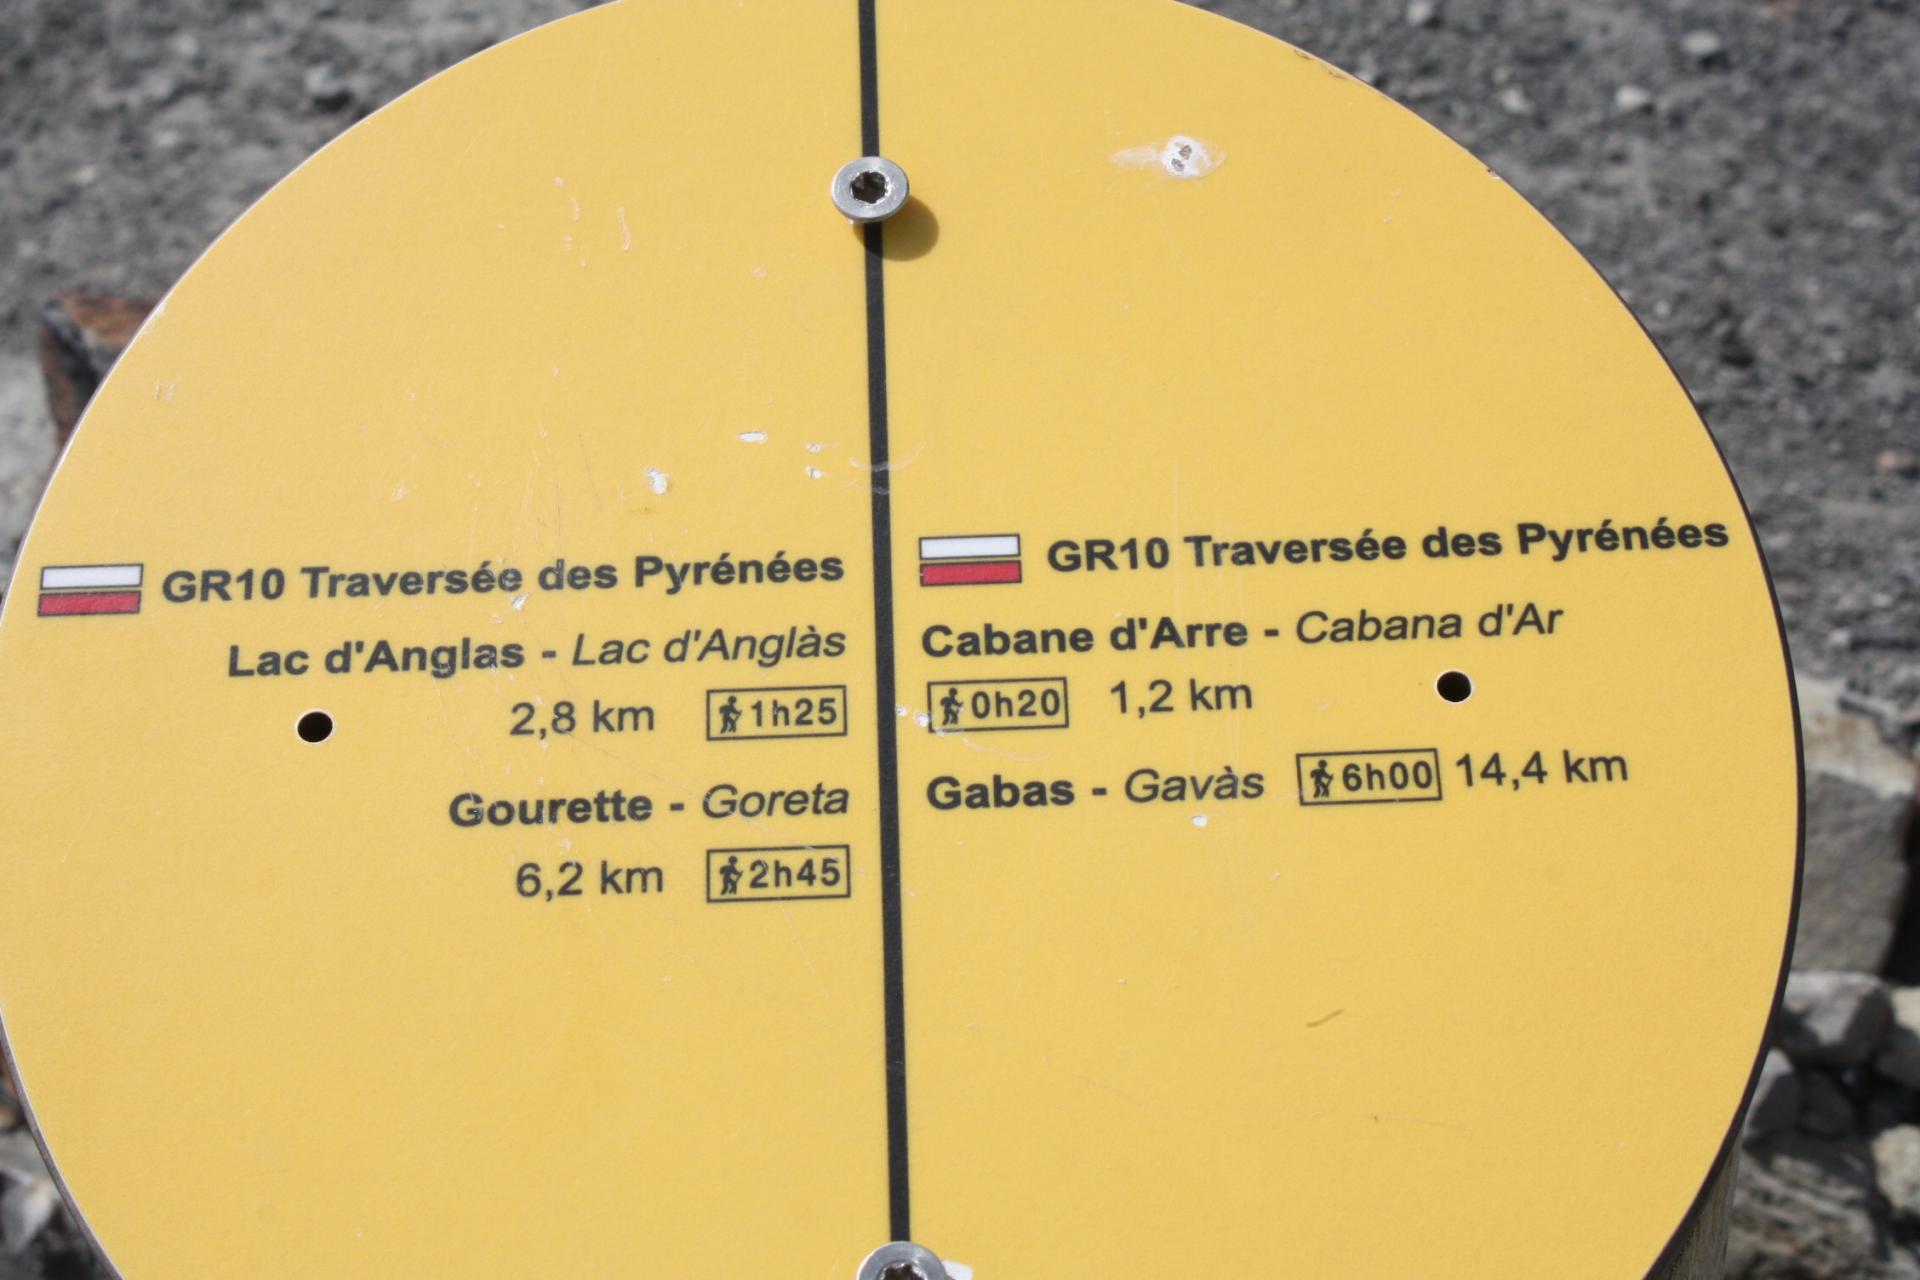 GR10 Traversée des Pyrénées
Lac d'Anglas - Lac d'Anglàs
2,8 km 1h25
Gourette - Goreta
6,2 km 2h45
GR10 Traversée des Pyrénées
Cabane d'Arre - Cabana d'Ar
0h20 1,2 km
Gabas - Gavàs 6h00 14,4 km